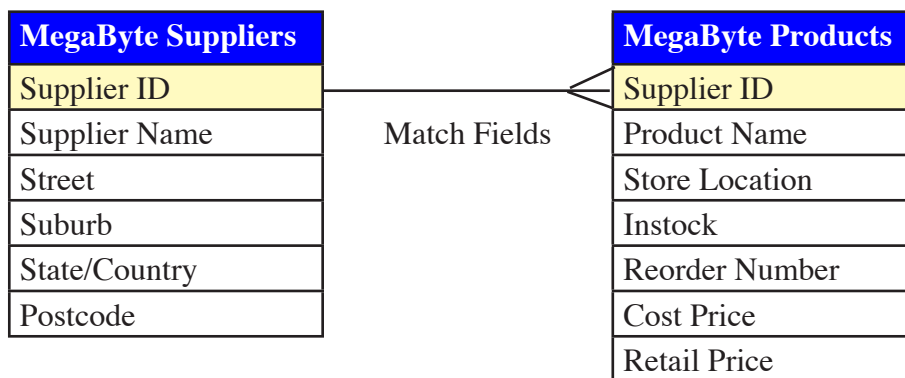 MegaByte Suppliers
Supplier ID
Supplier Name
Street
Suburb
State/Country
Postcode
Match Fields
MegaByte Products
Supplier ID
Product Name
Store Location
Instock
Reorder Number
Cost Price
Retail Price